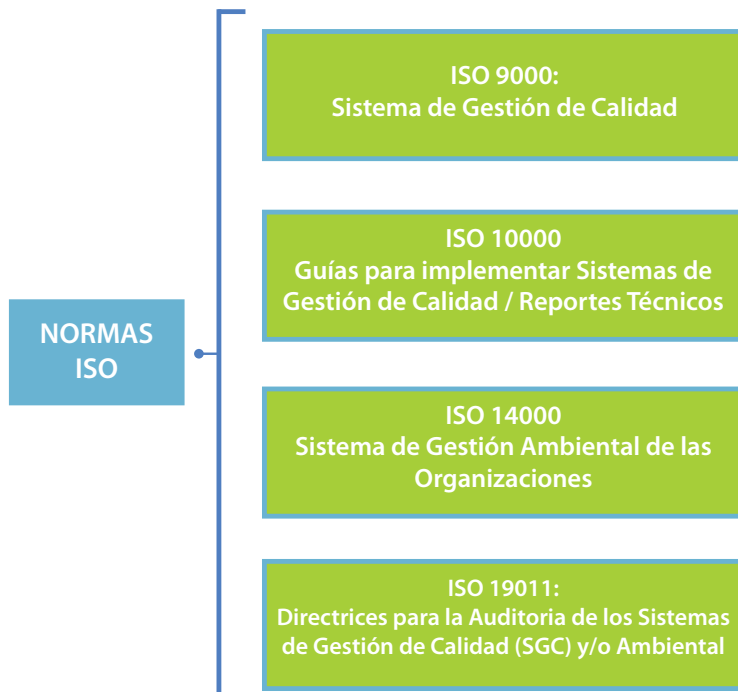 NORMAS
ISO
ISO 9000:
Sistema de Gestión de Calidad
ISO 10000
Guías para implementar Sistemas de
Gestión de Calidad / Reportes Técnicos
ISO 14000
Sistema de Gestión Ambiental de las
Organizaciones
ISO 19011:
Directrices para la Auditoria de los Sistemas
de Gestión de Calidad (SGC) y/o Ambiental